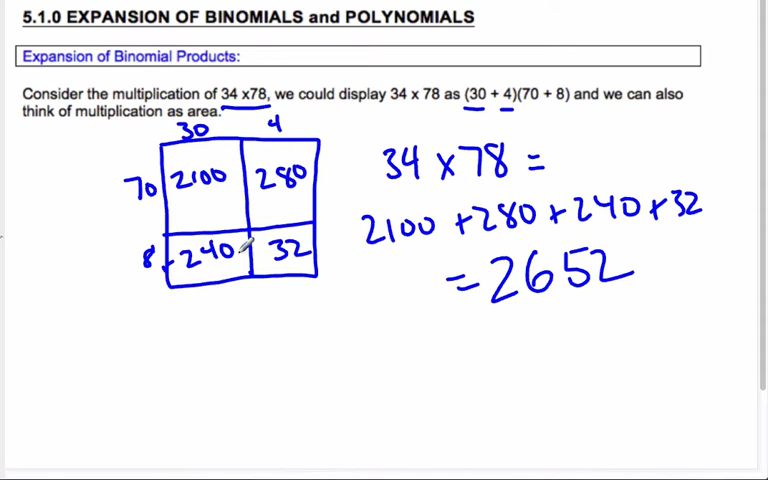 5.1.0 EXPANSION OF BINOMIALS and POLYNOMIALS
Expansion of Binomial Products:
Consider the multiplication of 34 x78, we could display 34 x 78 as (30 + 4)(70 + 8) and we can also
think of multiplication as area.
30 4
70 2100 280
8 240 32
34 x 78 =
2100 + 280 + 240 + 32
= 2652